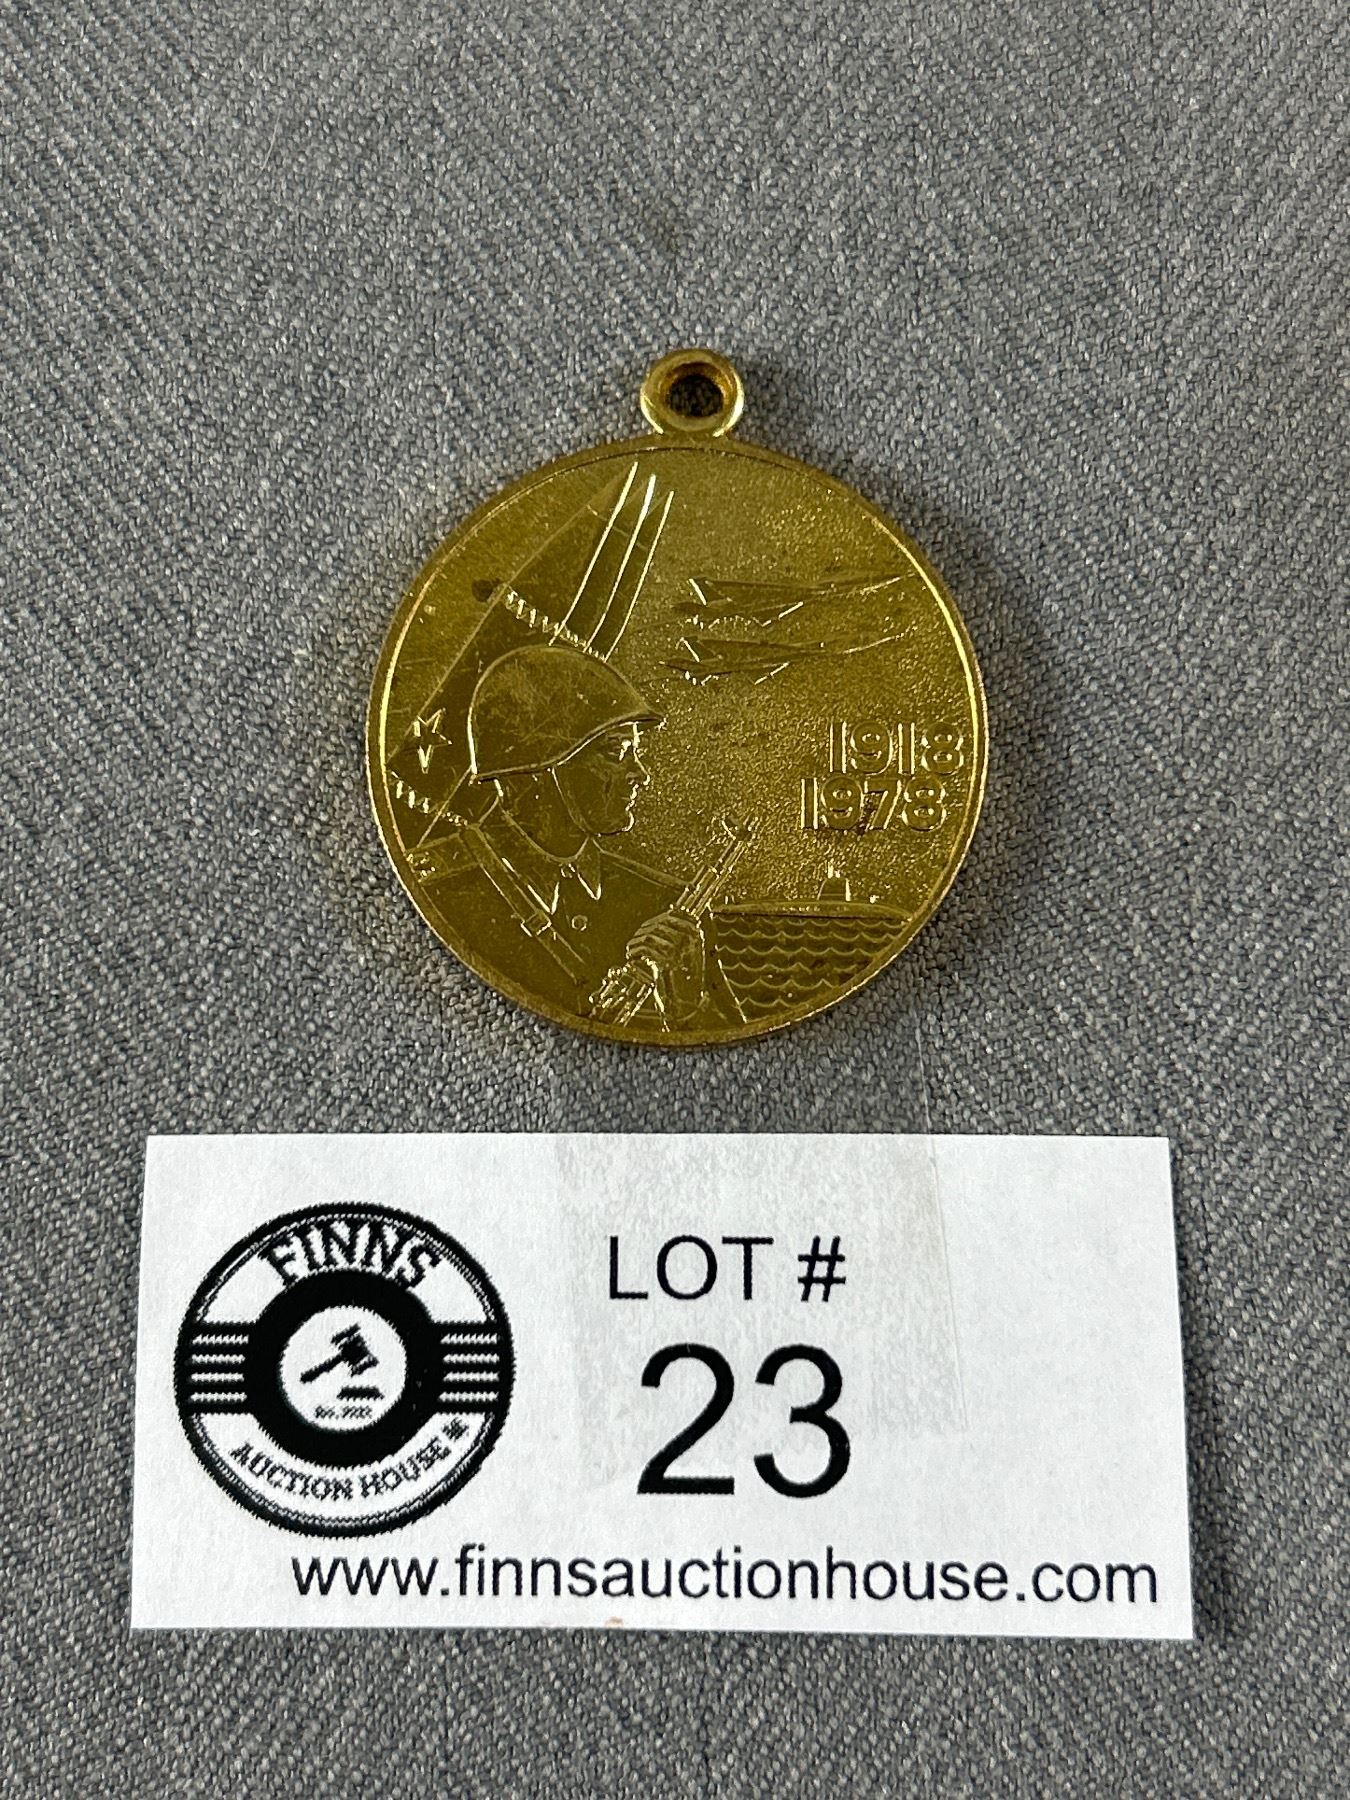 1918
1978
FINNS
AUCTION HOUSE
LOT #
23
www.finnsauctionhouse.com